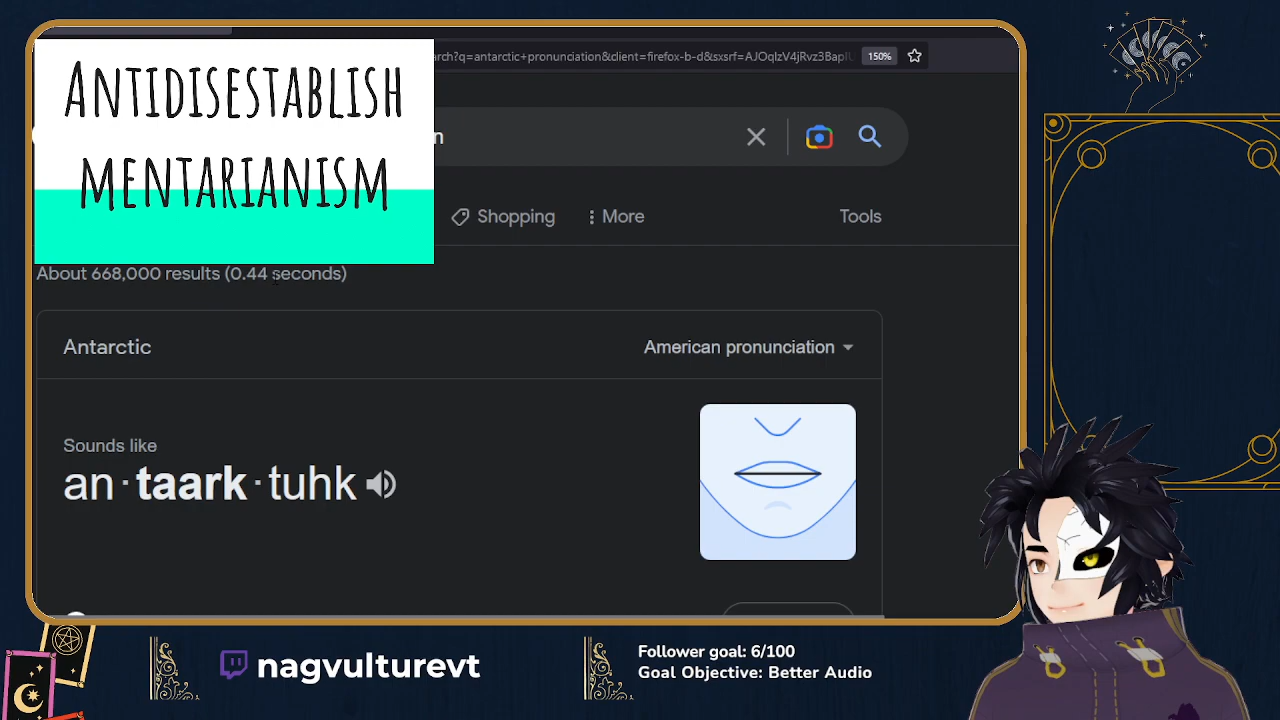 ANTIDISESTABLISH
MENTARIANISM
rch?q=antarctic+pronunciation&client=firefox-b-d&sxsrf=AJOqlzV4jRvz3Bapl
150%
n
Shopping
More
Tools
About 668,000 results (0.44 seconds)
Antarctic
American pronunciation
Sounds like
an·taark·tuhk
nagvulturevt
Follower goal: 6/100
Goal Objective: Better Audio